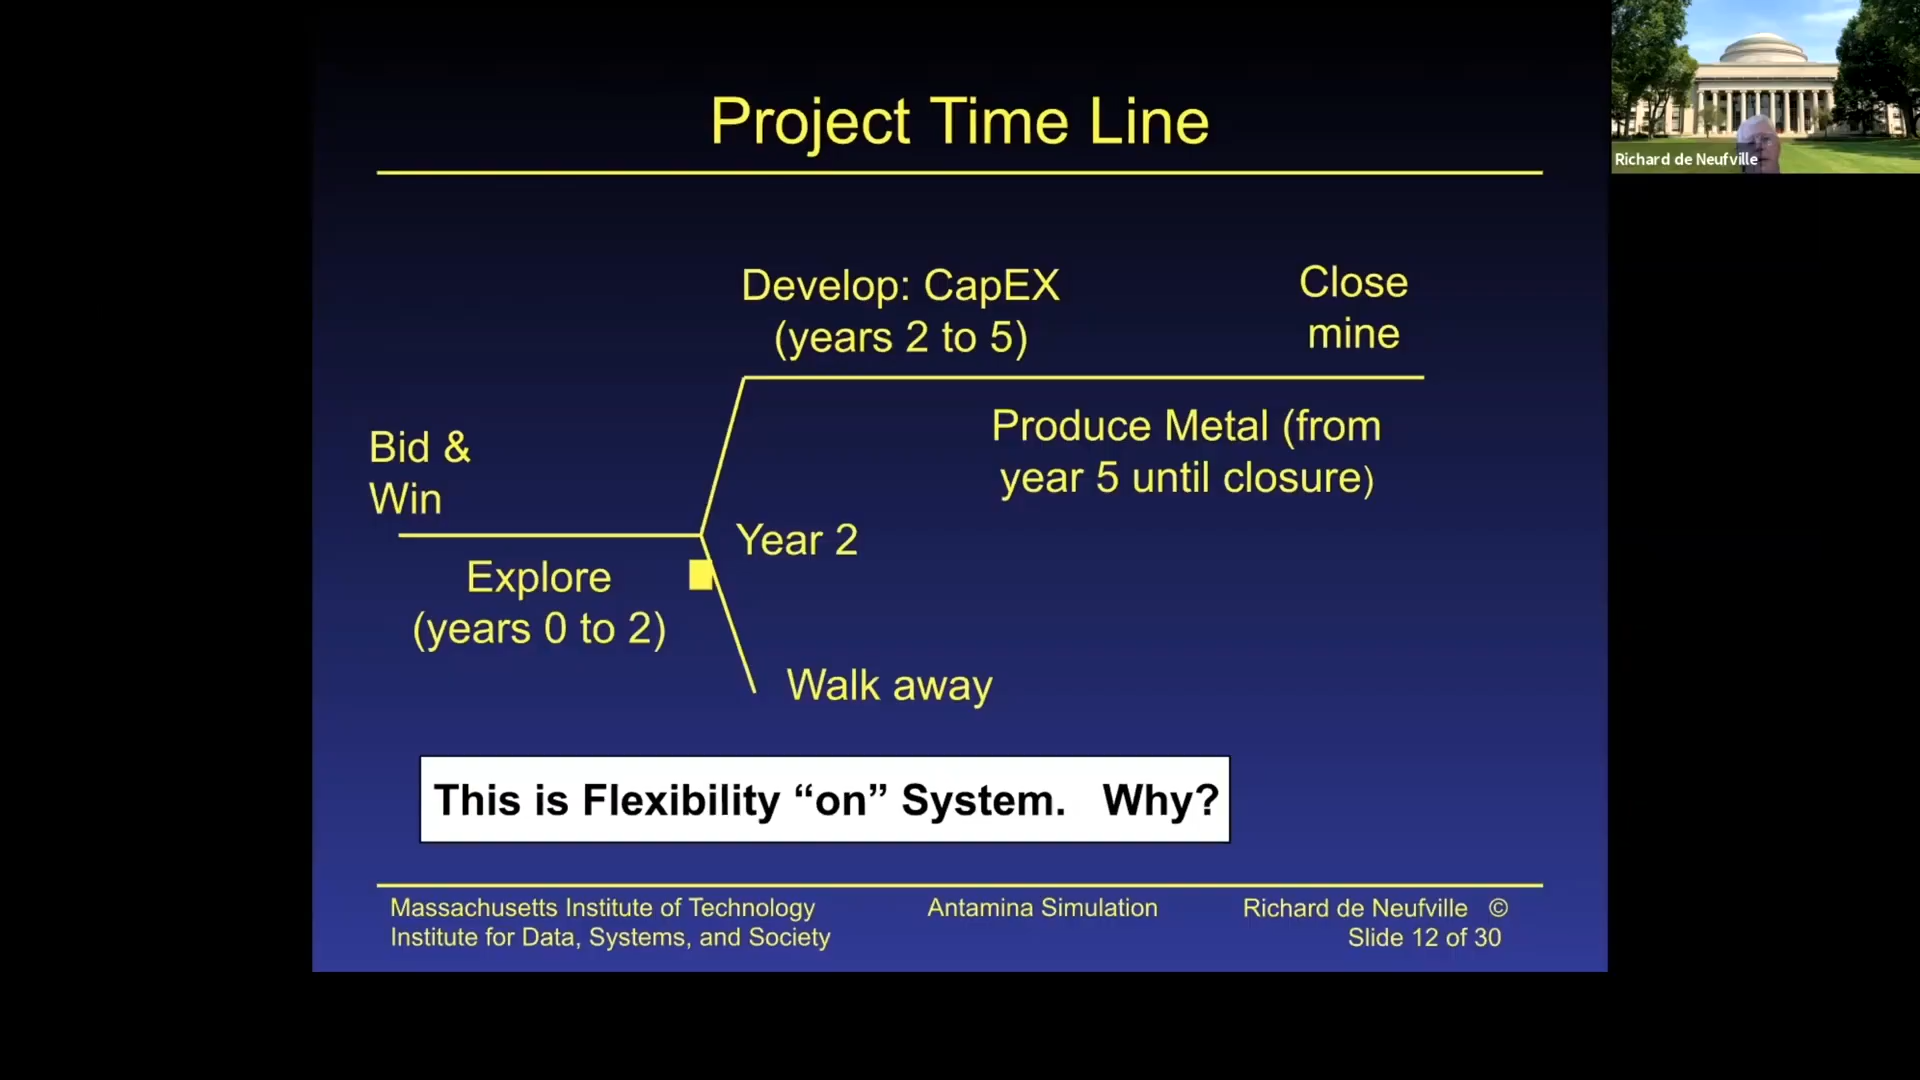 Project Time Line
Richard de Neufville
Develop: CapEX
(years 2 to 5)
Close
mine
Produce Metal (from
year 5 until closure)
Bid &
Win
Year 2
Explore
(years 0 to 2)
Walk away
This is Flexibility “on” System. Why?
Massachusetts Institute of Technology
Institute for Data, Systems, and Society
Antamina Simulation
Richard de Neufville ©
Slide 12 of 30